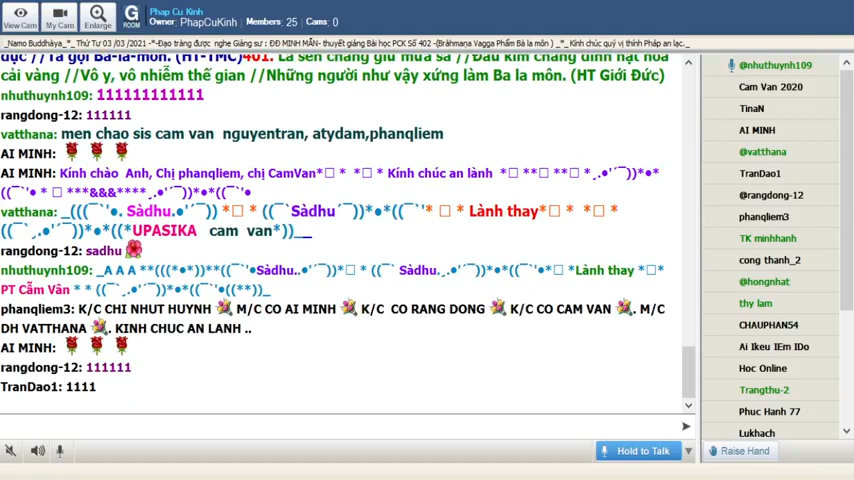 Phap Cu Kinh
Owner: PhapCuKinh Members: 25 Cams: 0
View Cam
My Cam
Enlarge
G ROOM
_Namo Buddhàya_*_ Thứ Tư 03 /03 /2021 -*-Đạo tràng được nghe Giảng sư : ĐĐ MINH MẪN- thuyết giảng Bài học PCK Số 402 -(Brāhmaṇa Vagga Phẩm Bà la môn ) _*_ Kính chúc quý vị thính Pháp an lạc._
dục //Ta gọi Bà-la-môn. (HT-TMC)401. Lá sen chẳng giữ mưa sa //Đầu kim chẳng dính hạt hoa
cải vàng //Vô y, vô nhiễm thế gian //Những người như vậy xứng làm Bà la môn. (HT Giới Đức)
nhuthuynh109: 111111111111
rangdong-12: 111111
vatthana: men chao sis cam van nguyentran, atydam,phanqliem
AI MINH:
AI MINH: Kính chào Anh, Chị phanqliem, chị CamVan*□ * *□ * Kính chúc an lành *□ **□ **□ *¸.•'´¯))*•*
((¯`'• * □ ***&&&**** ¸.•'´¯))*•*((¯`'•
vatthana: _(((¯`'•. Sàdhu.•'´¯)) *□ * ((¯`Sàdhu´¯))*•*((¯`'* □ * Lành thay*□ * *□ *
((¯`¸.•'´¯))*•*((*UPASIKA cam van*))__
rangdong-12: sadhu
nhuthuynh109: _A A A **(((*•*))**((¯`'•Sàdhu..•'´¯))*□ * ((¯` Sàdhu.¸.•'´¯))*•*((¯`'•*□ *Lành thay *□*
PT Cẩm Vân * * ((¯`¸.•'´¯))*•*((¯`'•((**))_
phanqliem3: K/C CHI NHUT HUYNH M/C CO AI MINH K/C CO RANG DONG K/C CO CAM VAN . M/C
DH VATTHANA . KINH CHUC AN LANH ..
AI MINH:
rangdong-12: 111111
TranDao1: 1111
Hold to Talk
Raise Hand
@nhuthuynh109
Cam Van 2020
TinaN
AI MINH
@vatthana
TranDao1
@rangdong-12
phanqliem3
TK minhhanh
cong thanh_2
@hongnhat
thy lam
CHAUPHAN54
Ai Ikeu IEm IDo
Hoc Online
Trangthu-2
Phuc Hanh 77
Lukhach